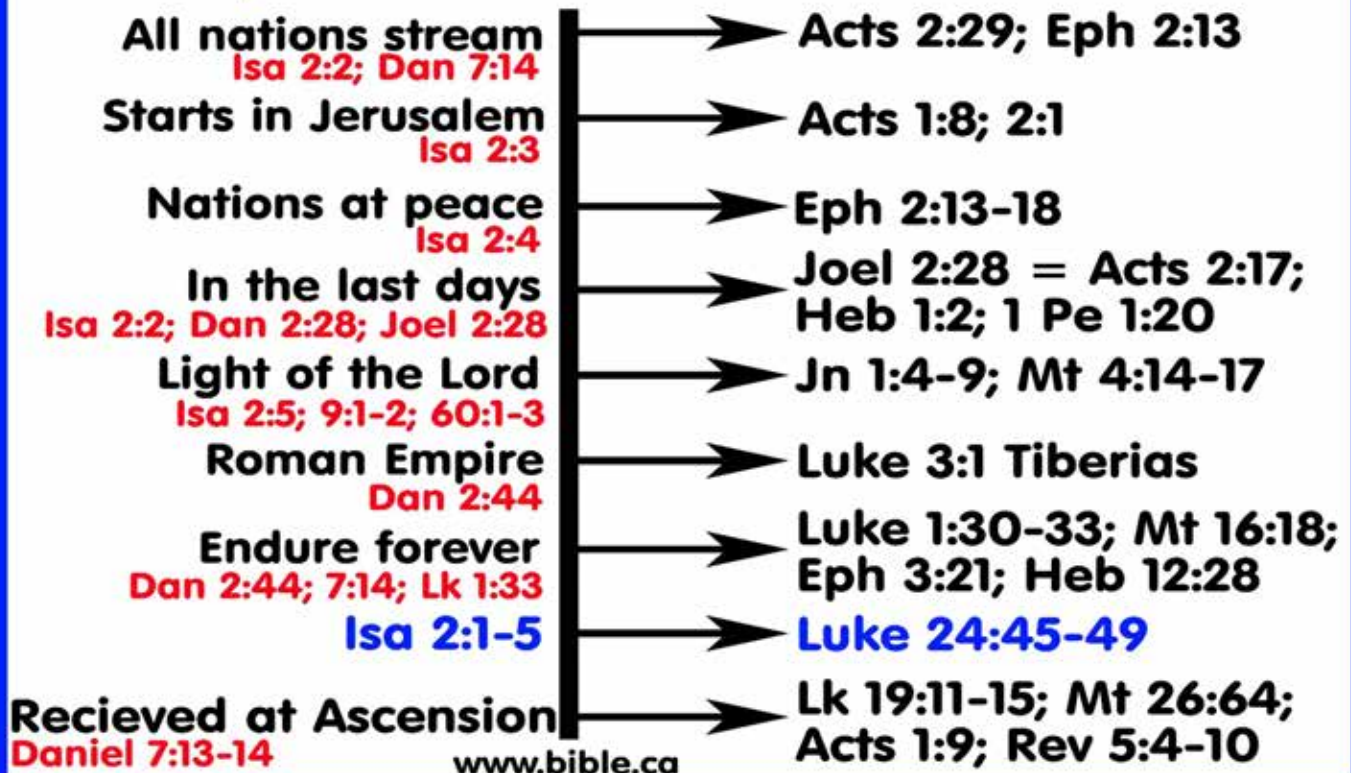 All nations stream
Isa 2:2; Dan 7:14
Acts 2:29; Eph 2:13
Starts in Jerusalem
Isa 2:3
Acts 1:8; 2:1
Nations at peace
Isa 2:4
Eph 2:13-18
In the last days
Isa 2:2; Dan 2:28; Joel 2:28
Joel 2:28 = Acts 2:17;
Heb 1:2; 1 Pe 1:20
Light of the Lord
Isa 2:5; 9:1-2; 60:1-3
Jn 1:4-9; Mt 4:14-17
Roman Empire
Dan 2:44
Luke 3:1 Tiberias
Endure forever
Dan 2:44; 7:14; Lk 1:33
Luke 1:30-33; Mt 16:18;
Eph 3:21; Heb 12:28
Isa 2:1-5
Luke 24:45-49
Recieved at Ascension
Daniel 7:13-14
Lk 19:11-15; Mt 26:64;
Acts 1:9; Rev 5:4-10
www.bible.ca